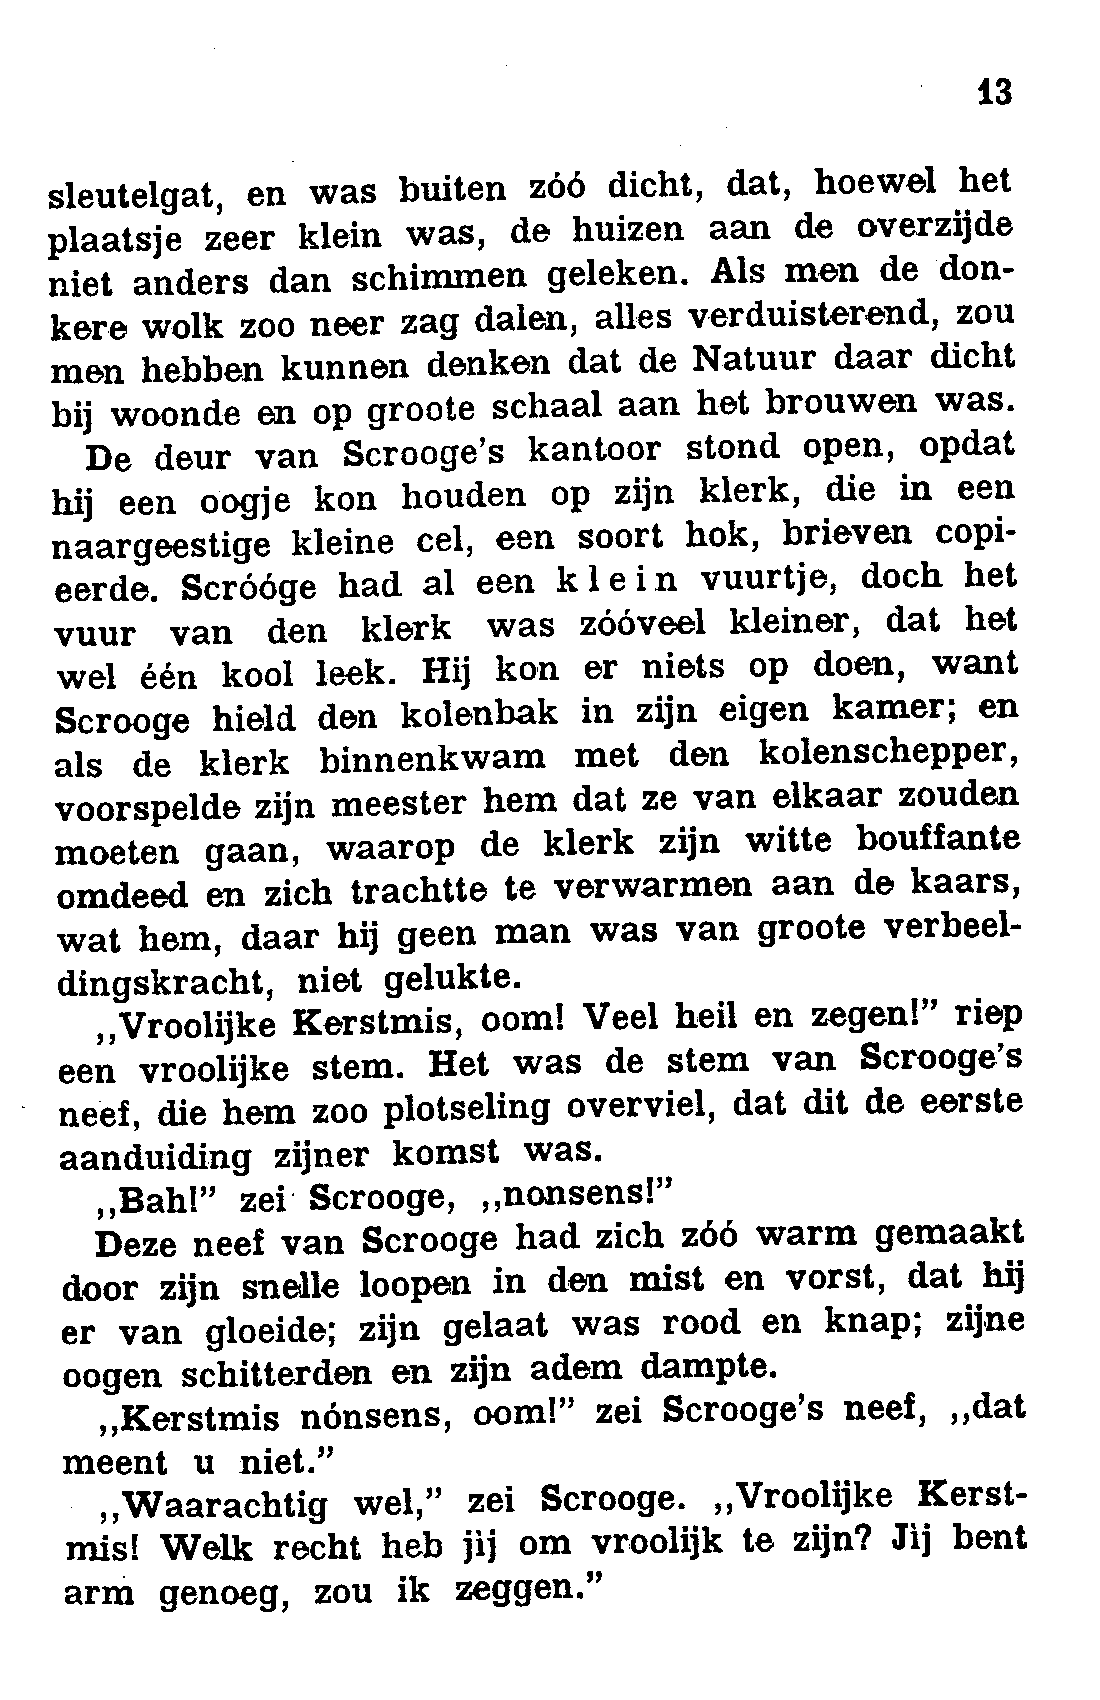 13
sleutelgat, en was buiten zóó dicht, dat, hoewel het
plaatsje zeer klein was, de huizen aan de overzijde
niet anders dan schimmen geleken. Als men de don-
kere wolk zoo neer zag dalen, alles verduisterend, zou
men hebben kunnen denken dat de Natuur daar dicht
bij woonde en op groote schaal aan het brouwen was.
De deur van Scrooge's kantoor stond open, opdat
hij een oogje kon houden op zijn klerk, die in een
naargeestige kleine cel, een soort hok, brieven copi-
eerde. Scróóge had al een k l e i n vuurtje, doch het
vuur van den klerk was zóóveel kleiner, dat het
wel één kool leek. Hij kon er niets op doen, want
Scrooge hield den kolenbak in zijn eigen kamer; en
als de klerk binnenkwam met den kolenschepper,
voorspelde zijn meester hem dat ze van elkaar zouden
moeten gaan, waarop de klerk zijn witte bouffante
omdeed en zich trachtte te verwarmen aan de kaars,
wat hem, daar hij geen man was van groote verbeel-
dingskracht, niet gelukte.
,,Vroolijke Kerstmis, oom! Veel heil en zegen!” riep
een vroolijke stem. Het was de stem van Scrooge's
neef, die hem zoo plotseling overviel, dat dit de eerste
aanduiding zijner komst was.
,,Bah!” zei Scrooge, ,,nonsens!”
Deze neef van Scrooge had zich zóó warm gemaakt
door zijn snelle loopen in den mist en vorst, dat hij
er van gloeide; zijn gelaat was rood en knap; zijne
oogen schitterden en zijn adem dampte.
,,Kerstmis nónsens, oom!” zei Scrooge's neef, ,,dat
meent u niet.”
,,Waarachtig wel,” zei Scrooge. ,,Vroolijke Kerst-
mis! Welk recht heb jìj om vroolijk te zijn? Jìj bent
arm genoeg, zou ik zeggen.”